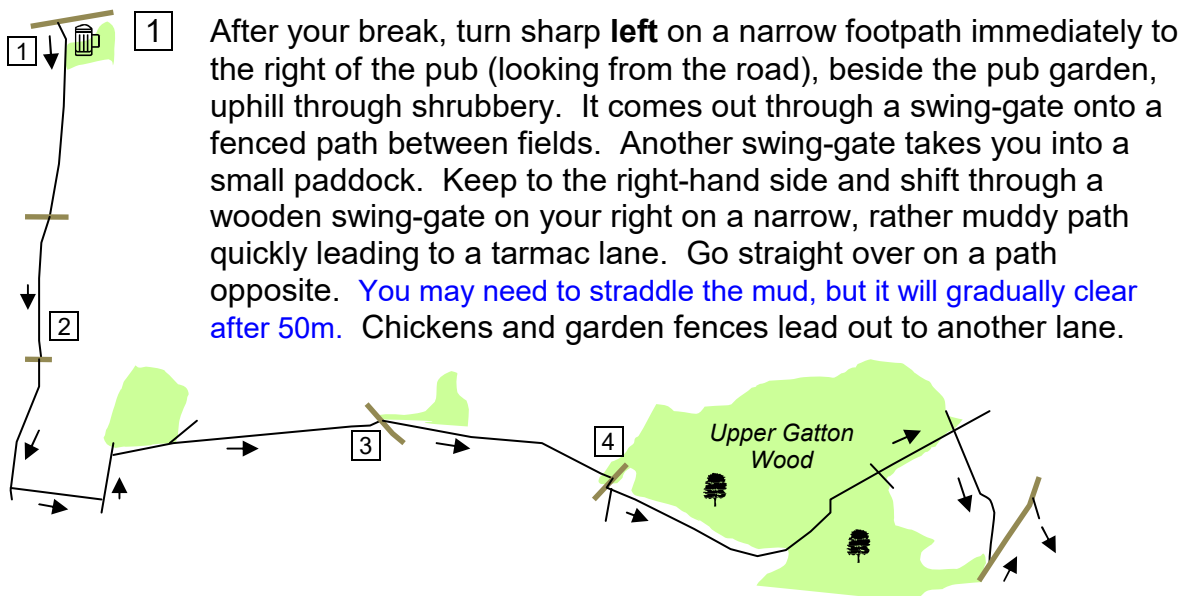 1
1
After your break, turn sharp left on a narrow footpath immediately to
the right of the pub (looking from the road), beside the pub garden,
uphill through shrubbery. It comes out through a swing-gate onto a
fenced path between fields. Another swing-gate takes you into a
small paddock. Keep to the right-hand side and shift through a
wooden swing-gate on your right on a narrow, rather muddy path
quickly leading to a tarmac lane. Go straight over on a path
opposite. You may need to straddle the mud, but it will gradually clear
after 50m. Chickens and garden fences lead out to another lane.
2
3
4
Upper Gatton
Wood